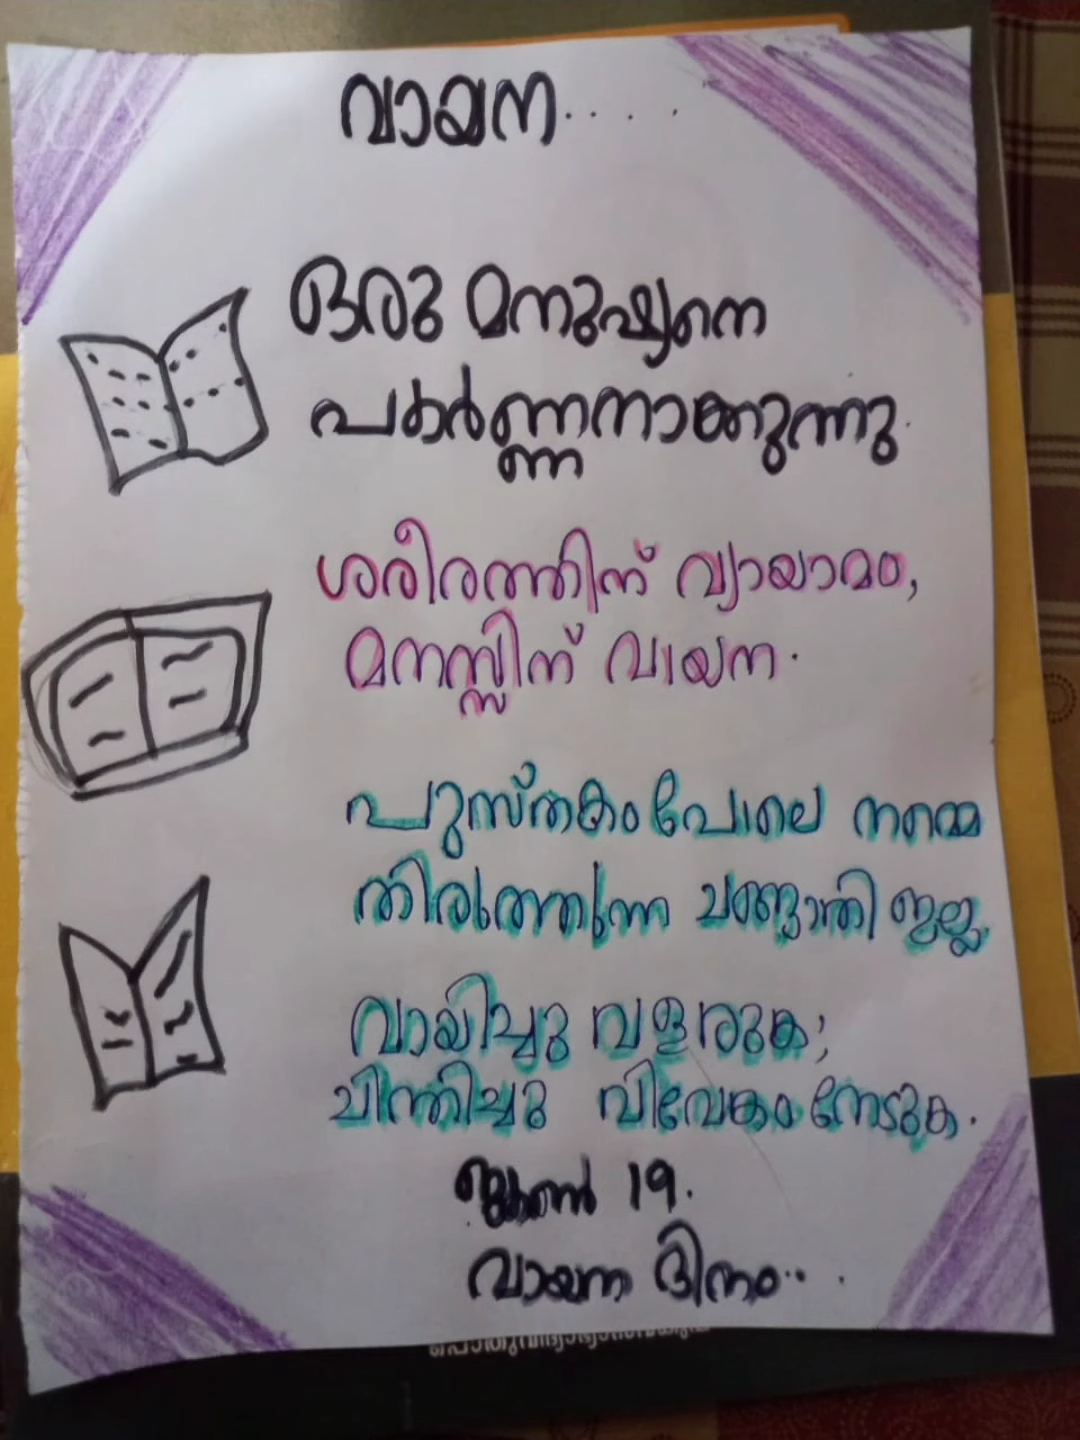 വായന.....
ഒരു മനുഷ്യനെ
പൂർണ്ണനാക്കുന്നു.
ശരീരത്തിന് വ്യായാമം,
മനസ്സിന് വായന.
പുസ്തകം പോലെ നമ്മെ
തിരുത്തുന്ന ചങ്ങാതി ഇല്ല.
വായിച്ചു വളരുക;
ചിന്തിച്ചു വിവേകം നേടുക.
ജൂൺ 19.
വായന ദിനം...